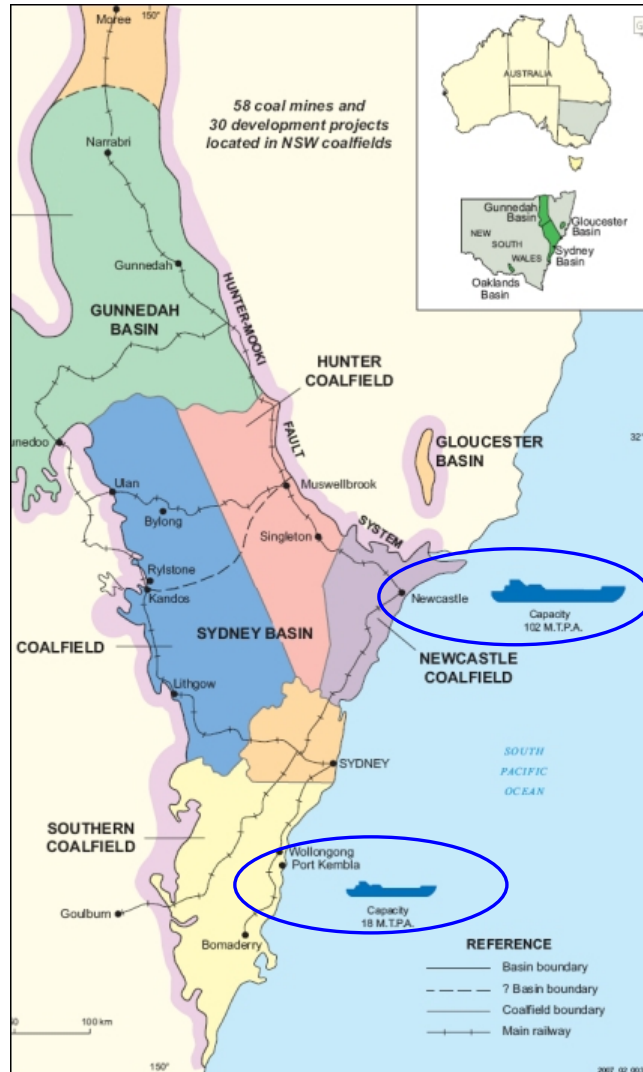 Moree
150°
G
AUSTRALIA
58 coal mines and
30 development projects
located in NSW coalfields
Narrabri
Gunnedah
Basin
NEW
SOUTH
WALES
Gloucester
Basin
Sydney
Basin
Oaklands
Basin
Gunnedah
GUNNEDAH
BASIN
HUNTER-MOOKI
FAULT
SYSTEM
HUNTER
COALFIELD
unedoo
32°
GLOUCESTER
BASIN
Ulan
Muswellbrook
Bylong
Singleton
Rylstone
Kandos
Newcastle
Capacity
102 M.T.P.A.
COALFIELD
SYDNEY BASIN
NEWCASTLE
COALFIELD
Lithgow
SOUTH
PACIFIC
OCEAN
SYDNEY
SOUTHERN
COALFIELD
Wollongong
Port Kembla
Capacity
18 M.T.P.A.
Goulburn
Bomaderry
REFERENCE
Basin boundary
? Basin boundary
Coalfield boundary
Main railway
100 km
150°